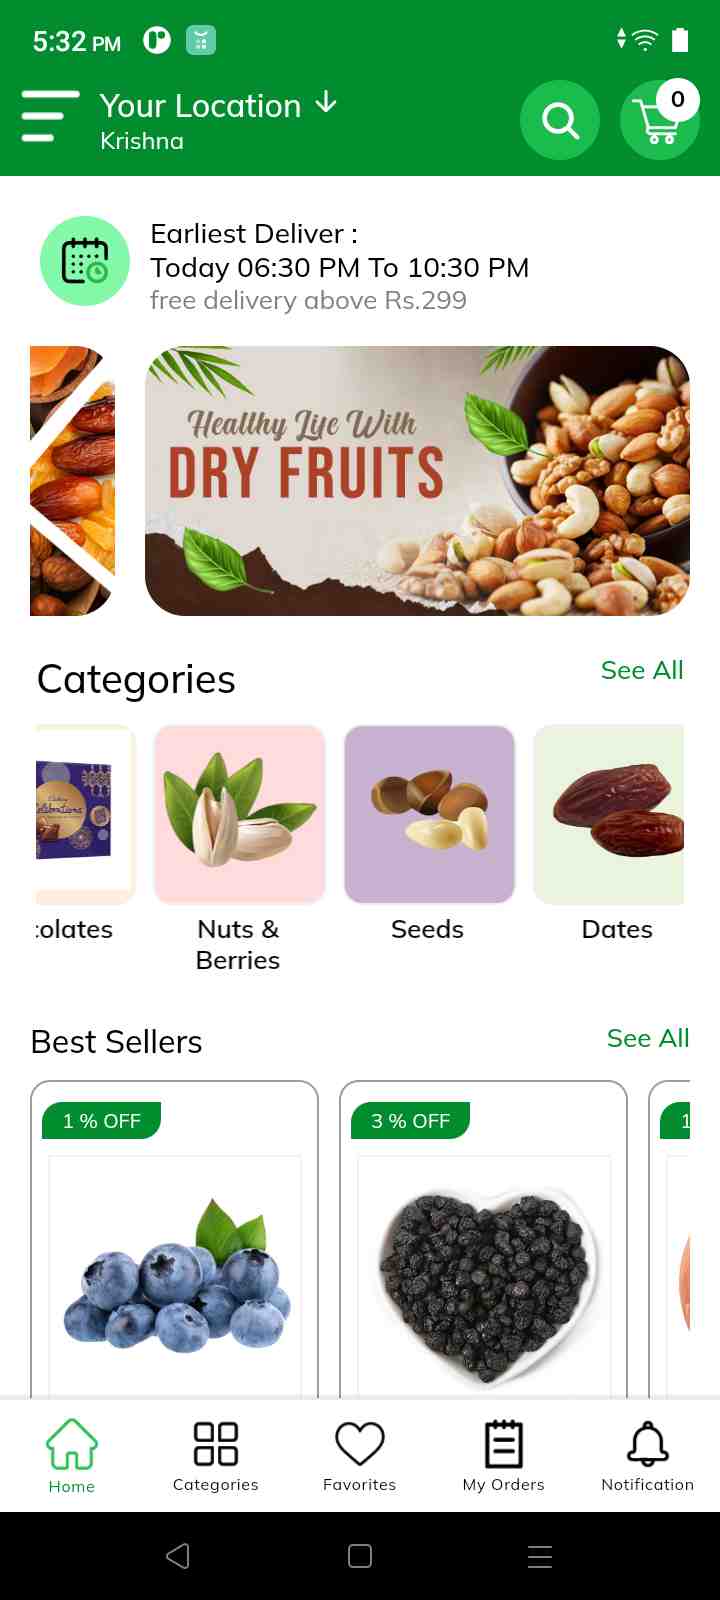 5:32 PM
Your Location ↓
Krishna
0
Earliest Deliver :
Today 06:30 PM To 10:30 PM
free delivery above Rs.299
Healthy Life With
DRY FRUITS
Categories
See All
Cadbury
Celebrations
colates
Nuts &
Berries
Seeds
Dates
Best Sellers
See All
1 % OFF
3 % OFF
1
Home
Categories
Favorites
My Orders
Notification